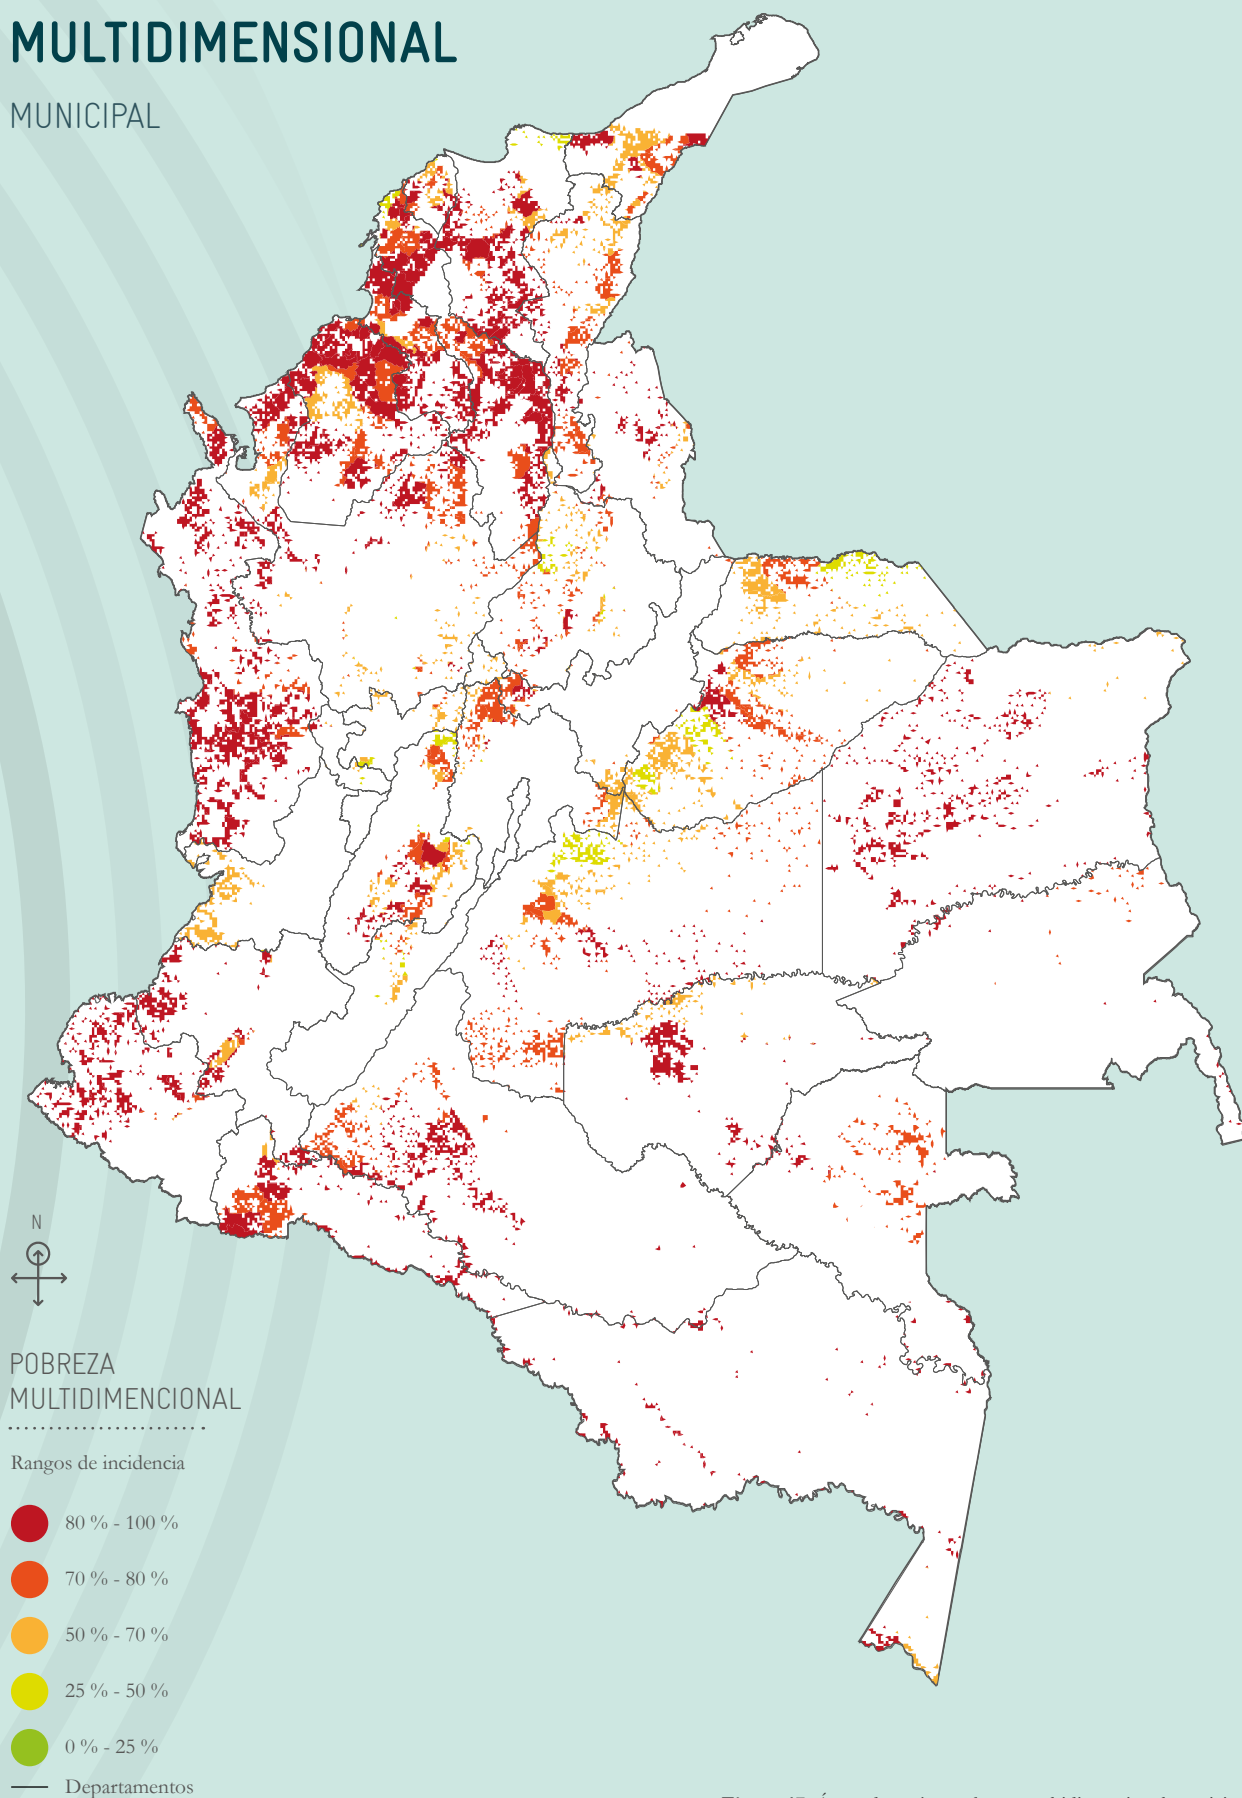 MULTIDIMENSIONAL
MUNICIPAL
N
POBREZA
MULTIDIMENCIONAL
Rangos de incidencia
80 % - 100 %
70 % - 80 %
50 % - 70 %
25 % - 50 %
0 % - 25 %
Departamentos